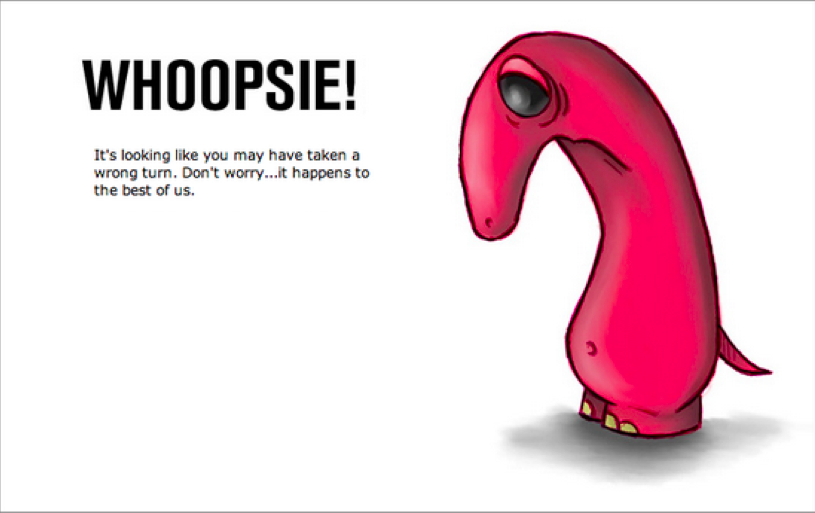 WHOOPSIE!
It's looking like you may have taken a
wrong turn. Don't worry...it happens to
the best of us.